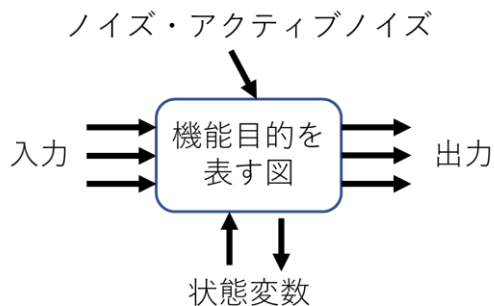 ノイズ・アクティブノイズ
入力
機能目的を
表す図
出力
状態変数